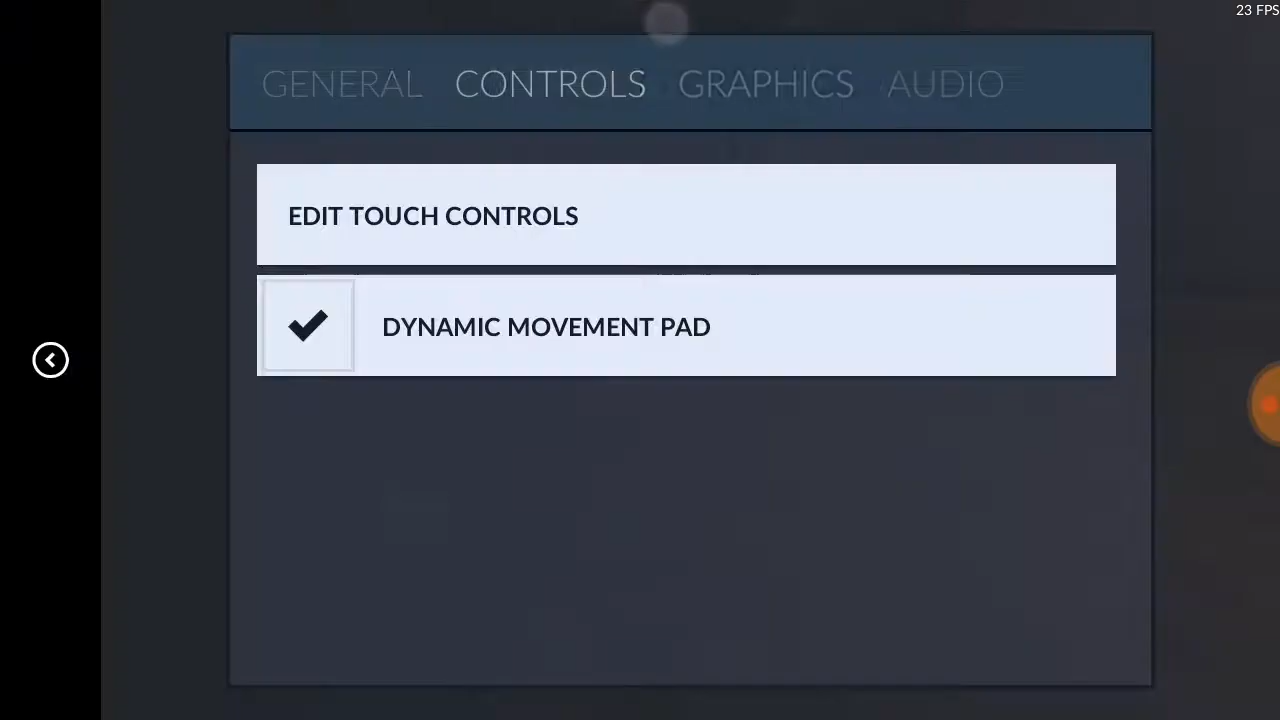 23 FPS
GENERAL CONTROLS GRAPHICS AUDIO
EDIT TOUCH CONTROLS
DYNAMIC MOVEMENT PAD